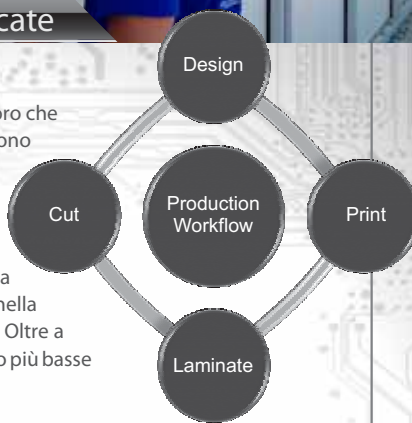 cate
oro che
ono
a
nella
Oltre a
o più basse
Design
Cut
Production
Workflow
Print
Laminate